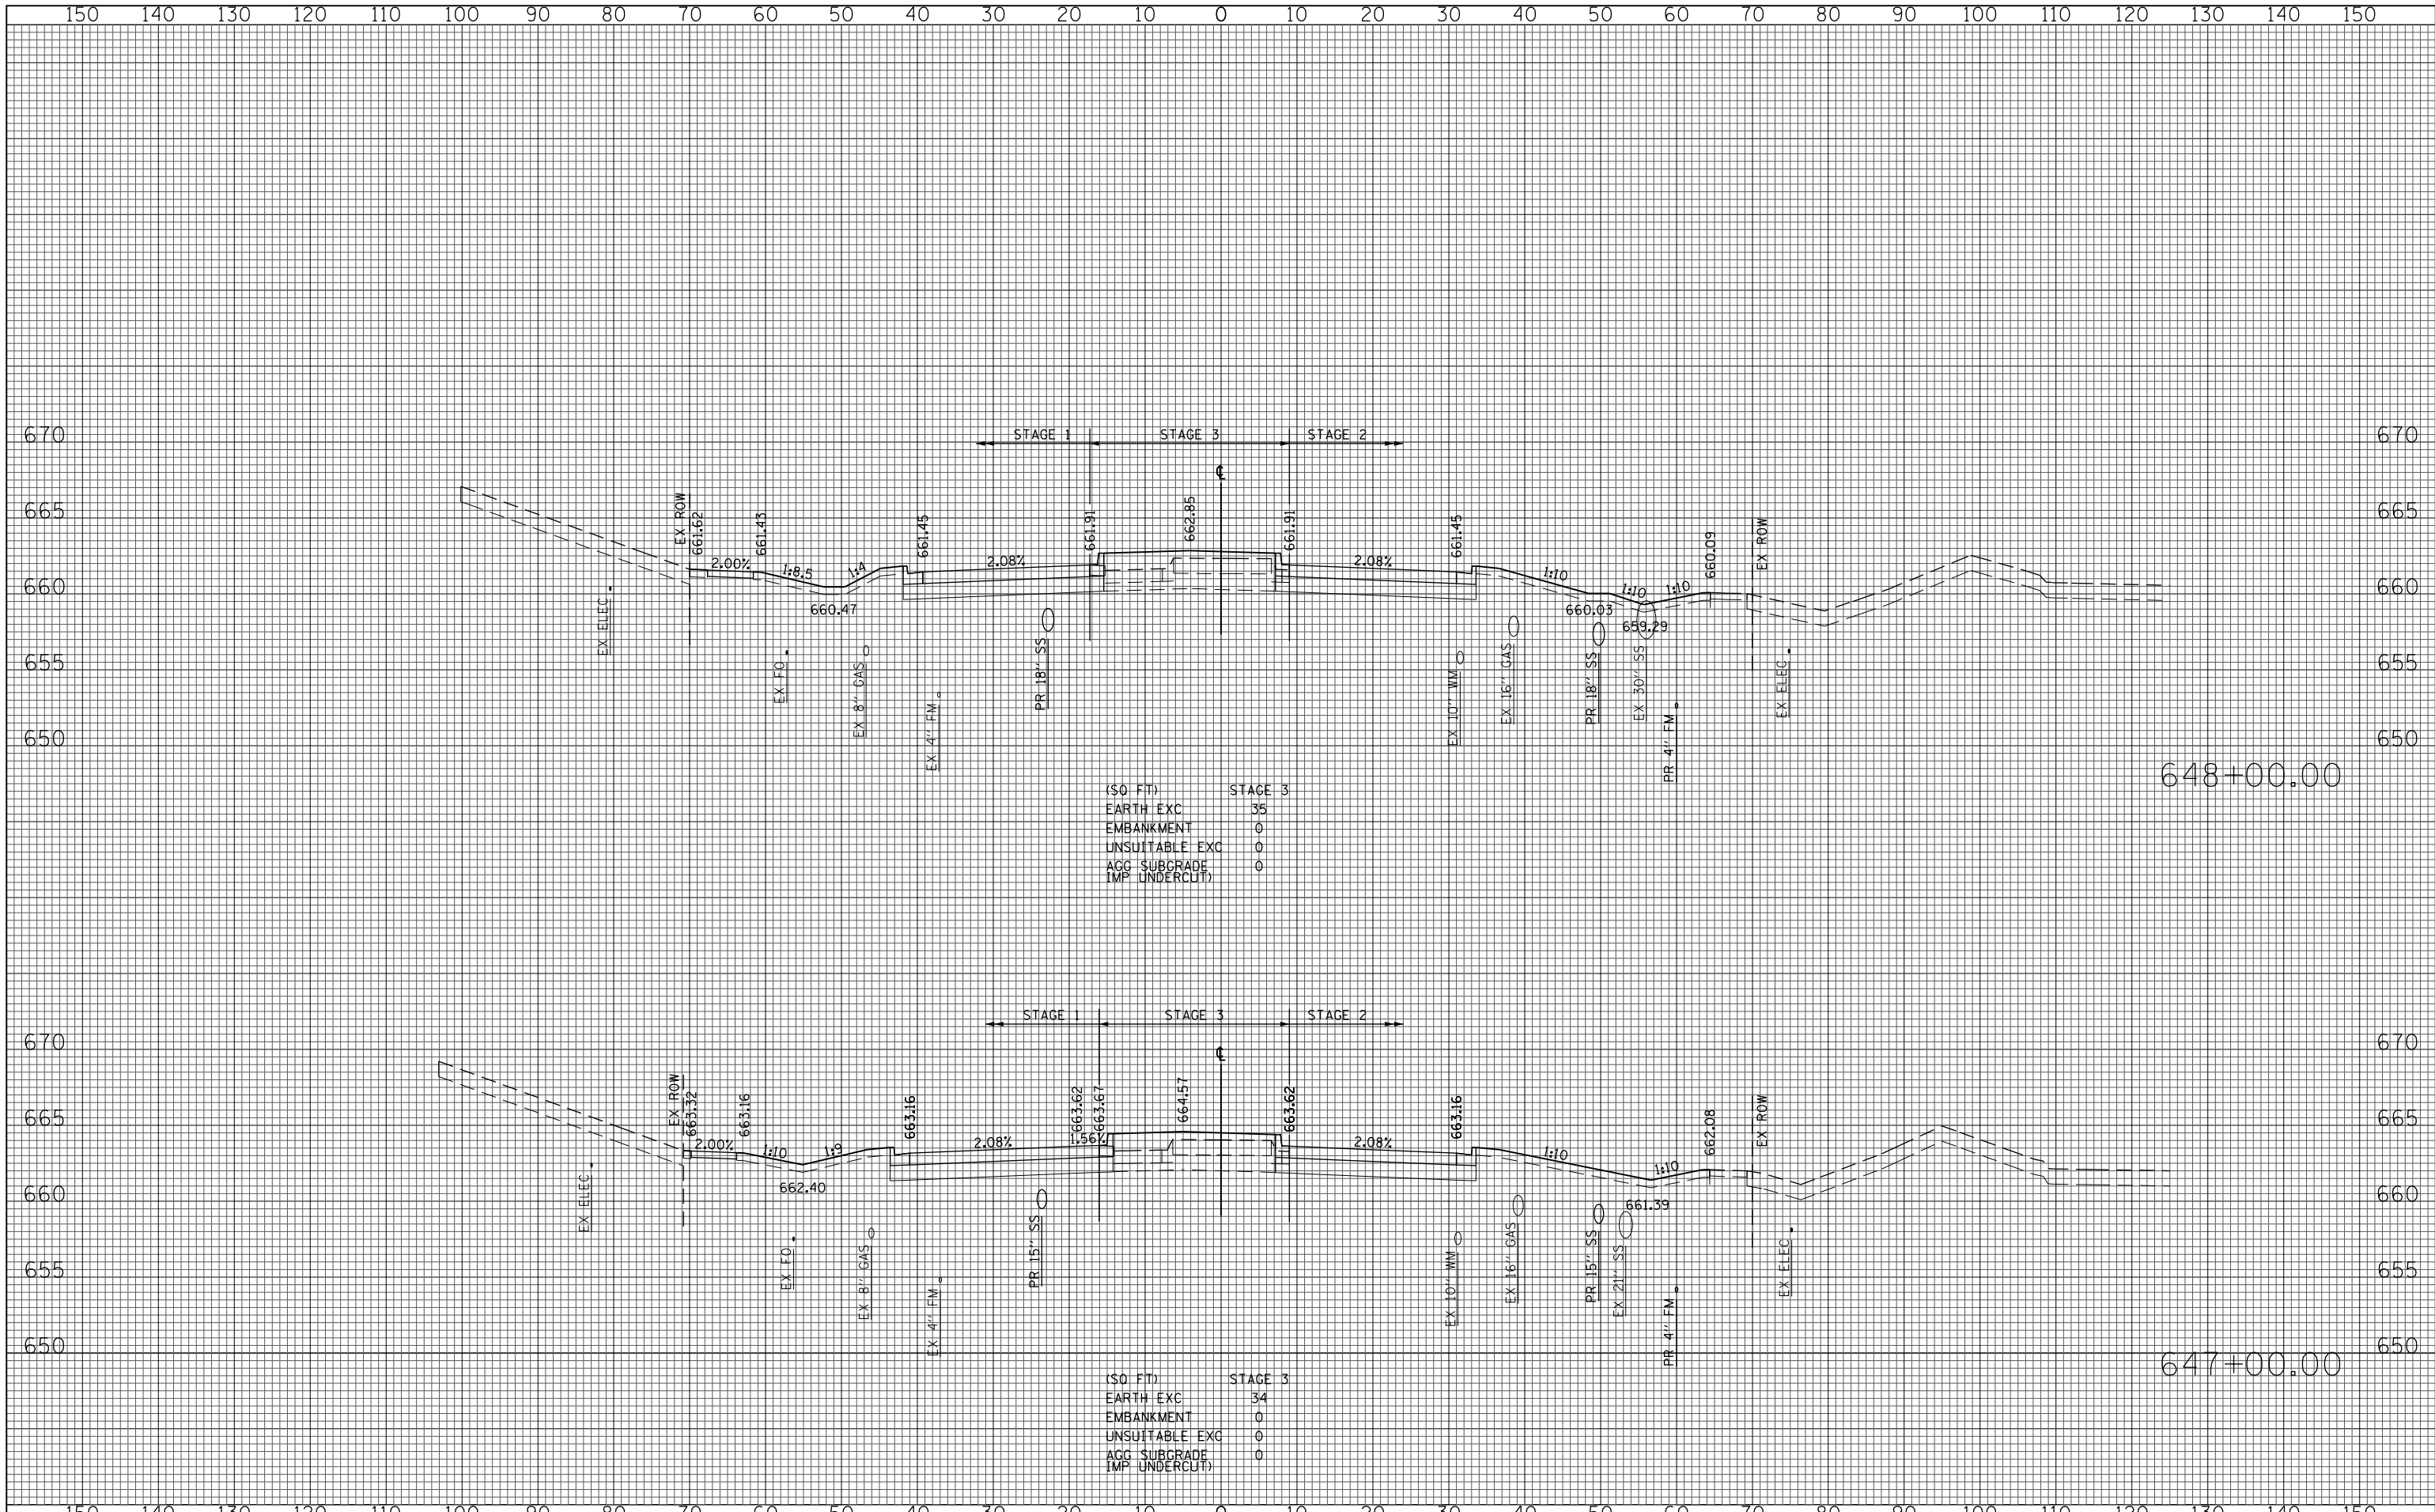 150 140 130 120 110 100 90 80 70 60 50 40 30 20 10 0 10 20 30 40 50 60 70 80 90 100 110 120 130 140 150
670 670
STAGE 1 STAGE 3 STAGE 2
℄
665 665
EX ROW
661.62
661.43
661.45
661.91
662.85
661.91
661.45
660.09
EX ROW
2.00% 1:8.5 1:4 2.08% 2.08% 1:10 1:10 1:10
660 660
660.47 660.03 659.29
655 655
EX ELEC
EX FO
EX 8" GAS
EX 4" FM
PR 18" SS
EX 10" WM
EX 16" GAS
PR 18" SS
EX 30" SS
PR 4" FM
EX ELEC
650 650
648+00.00
(SQ FT) STAGE 3
EARTH EXC 35
EMBANKMENT 0
UNSUITABLE EXC 0
AGG SUBGRADE 0
IMP UNDERCUT)
STAGE 1 STAGE 3 STAGE 2
670 670
℄
665 665
EX ROW
663.32
663.16
663.16
663.62
663.67
664.57
663.62
663.16
662.08
EX ROW
2.00% 1:10 1:9 2.08% 1.56% 2.08% 1:10 1:10
660 660
662.40 661.39
655 655
EX ELEC
EX FO
EX 8" GAS
EX 4" FM
PR 15" SS
EX 10" WM
EX 16" GAS
PR 15" SS
EX 21" SS
PR 4" FM
EX ELEC
650 650
647+00.00
(SQ FT) STAGE 3
EARTH EXC 34
EMBANKMENT 0
UNSUITABLE EXC 0
AGG SUBGRADE 0
IMP UNDERCUT)
150 140 130 120 110 100 90 80 70 60 50 40 30 20 10 0 10 20 30 40 50 60 70 80 90 100 110 120 130 140 150